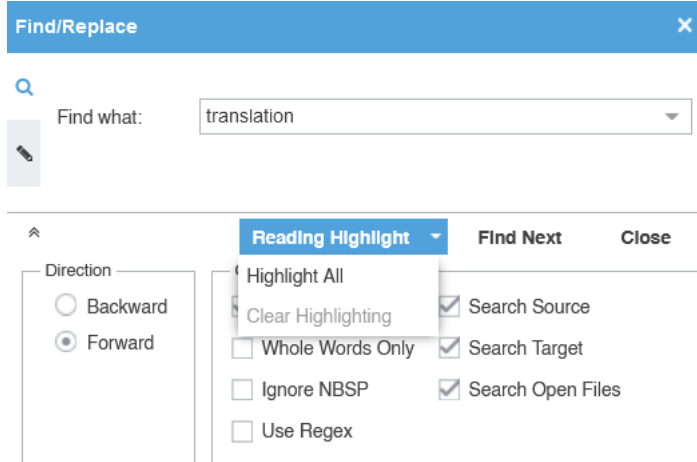 Find/Replace
Find what:
translation
Reading Highlight
Find Next
Close
Highlight All
Clear Highlighting
Direction
Backward
Forward
Whole Words Only
Ignore NBSP
Use Regex
Search Source
Search Target
Search Open Files